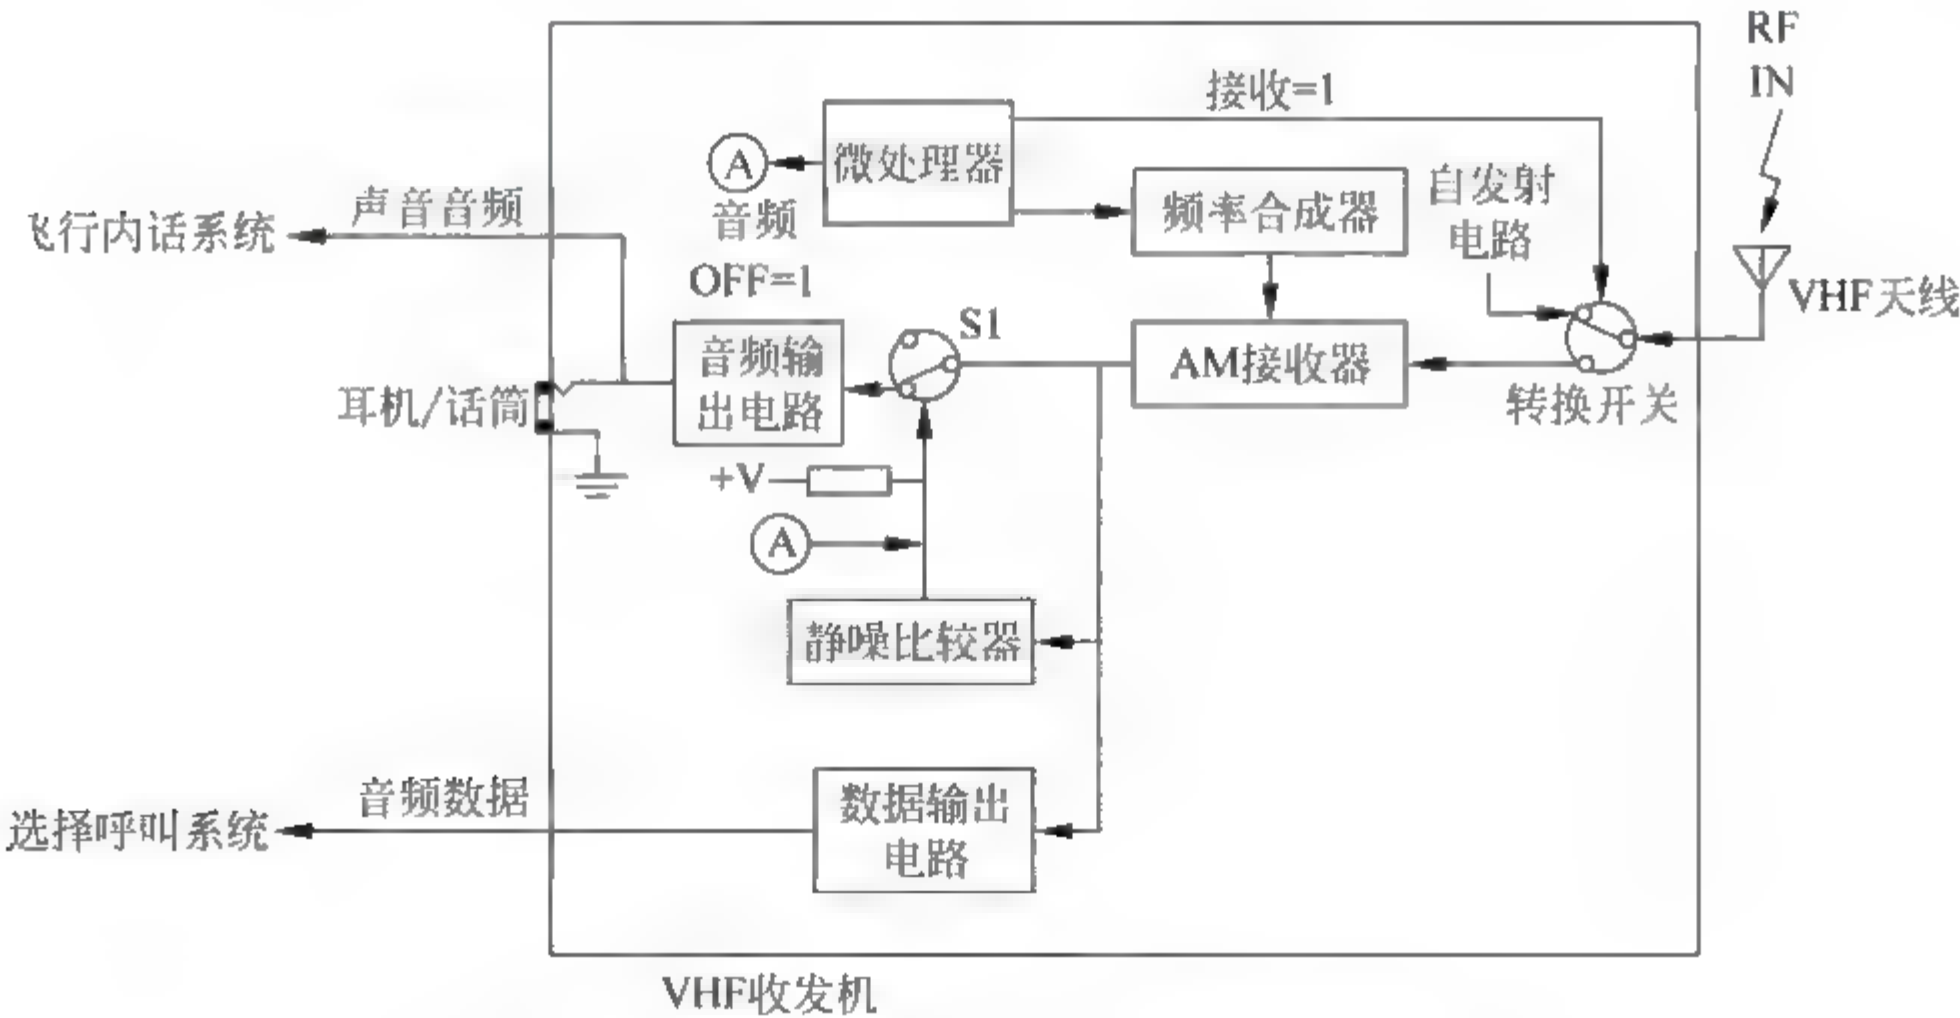 RF
IN
接收=1
微处理器
A
音频
OFF=1
频率合成器
自发射
电路
声音音频
飞行内话系统
VHF天线
S1
音频输
出电路
AM接收器
转换开关
耳机/话筒
+V
A
静噪比较器
音频数据
选择呼叫系统
数据输出
电路
VHF收发机